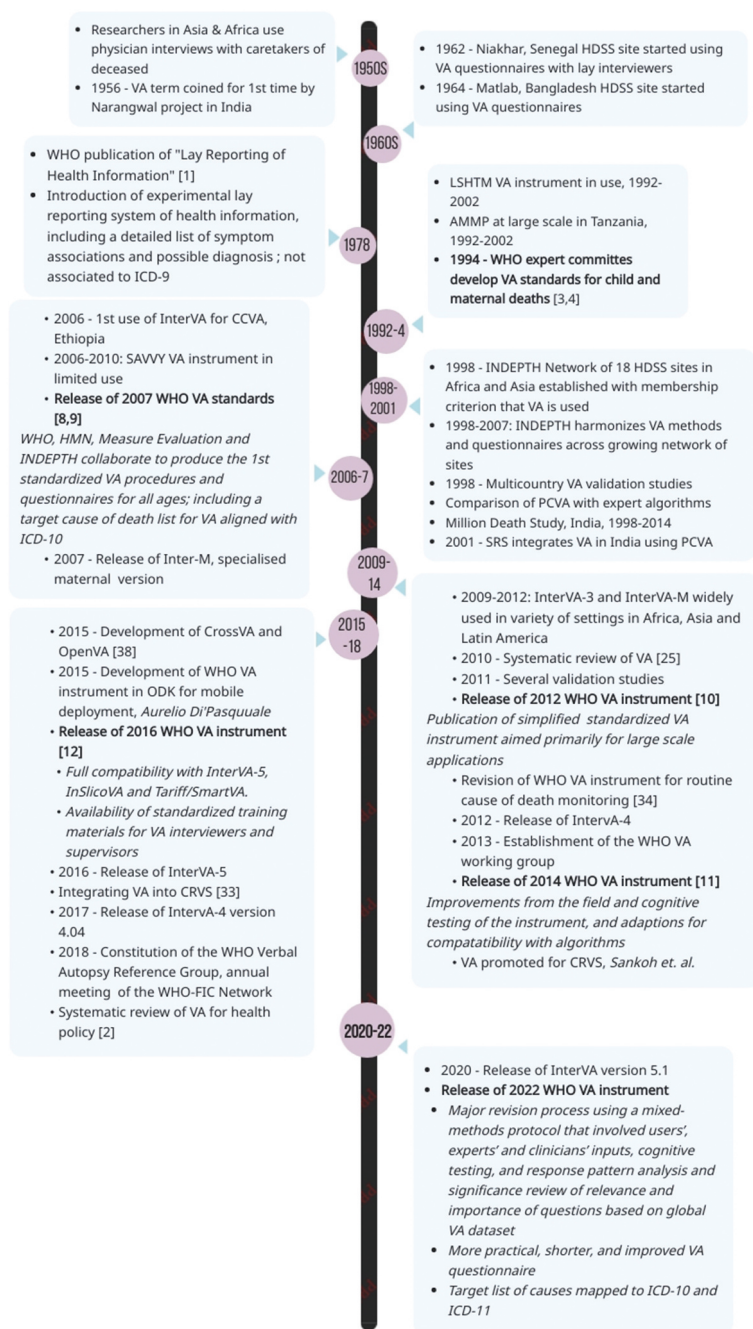 • Researchers in Asia & Africa use
physician interviews with caretakers of
deceased
• 1956 - VA term coined for 1st time by
Narangwal project in India
1950S
• 1962 - Niakhar, Senegal HDSS site started using
VA questionnaires with lay interviewers
• 1964 - Matlab, Bangladesh HDSS site started
using VA questionnaires
1960S
• WHO publication of "Lay Reporting of
Health Information" [1]
• Introduction of experimental lay
reporting system of health information,
including a detailed list of symptom
associations and possible diagnosis ; not
associated to ICD-9
1978
• LSHTM VA instrument in use, 1992-
2002
• AMMP at large scale in Tanzania,
1992-2002
• 1994 - WHO expert committes
develop VA standards for child and
maternal deaths [3,4]
1992-4
• 1998 - INDEPTH Network of 18 HDSS sites in
Africa and Asia established with membership
criterion that VA is used
• 1998-2007: INDEPTH harmonizes VA methods
and questionnaires across growing network of
sites
• 1998 - Multicountry VA validation studies
• Comparison of PCVA with expert algorithms
• Million Death Study, India, 1998-2014
• 2001 - SRS integrates VA in India using PCVA
1998-
2001
• 2006 - 1st use of InterVA for CCVA,
Ethiopia
• 2006-2010: SAVVY VA instrument in
limited use
• Release of 2007 WHO VA standards
[8,9]
WHO, HMN, Measure Evaluation and
INDEPTH collaborate to produce the 1st
standardized VA procedures and
questionnaires for all ages; including a
target cause of death list for VA aligned with
ICD-10
• 2007 - Release of Inter-M, specialised
maternal version
2006-7
2009-
14
• 2009-2012: InterVA-3 and InterVA-M widely
used in variety of settings in Africa, Asia and
Latin America
• 2010 - Systematic review of VA [25]
• 2011 - Several validation studies
• Release of 2012 WHO VA instrument [10]
Publication of simplified standardized VA
instrument aimed primarily for large scale
applications
• Revision of WHO VA instrument for routine
cause of death monitoring [34]
• 2012 - Release of IntervA-4
• 2013 - Establishment of the WHO VA
working group
• Release of 2014 WHO VA instrument [11]
Improvements from the field and cognitive
testing of the instrument, and adaptions for
compatatibility with algorithms
• VA promoted for CRVS, Sankoh et. al.
2015
-18
• 2015 - Development of CrossVA and
OpenVA [38]
• 2015 - Development of WHO VA
instrument in ODK for mobile
deployment, Aurelio Di'Pasquuale
• Release of 2016 WHO VA instrument
[12]
• Full compatibility with InterVA-5,
InSlicoVA and Tariff/SmartVA.
• Availability of standardized training
materials for VA interviewers and
supervisors
• 2016 - Release of InterVA-5
• Integrating VA into CRVS [33]
• 2017 - Release of IntervA-4 version
4.04
• 2018 - Constitution of the WHO Verbal
Autopsy Reference Group, annual
meeting of the WHO-FIC Network
• Systematic review of VA for health
policy [2]
2020-22
• 2020 - Release of InterVA version 5.1
• Release of 2022 WHO VA instrument
• Major revision process using a mixed-
methods protocol that involved users’,
experts’ and clinicians’ inputs, cognitive
testing, and response pattern analysis and
significance review of relevance and
importance of questions based on global
VA dataset
• More practical, shorter, and improved VA
questionnaire
• Target list of causes mapped to ICD-10 and
ICD-11